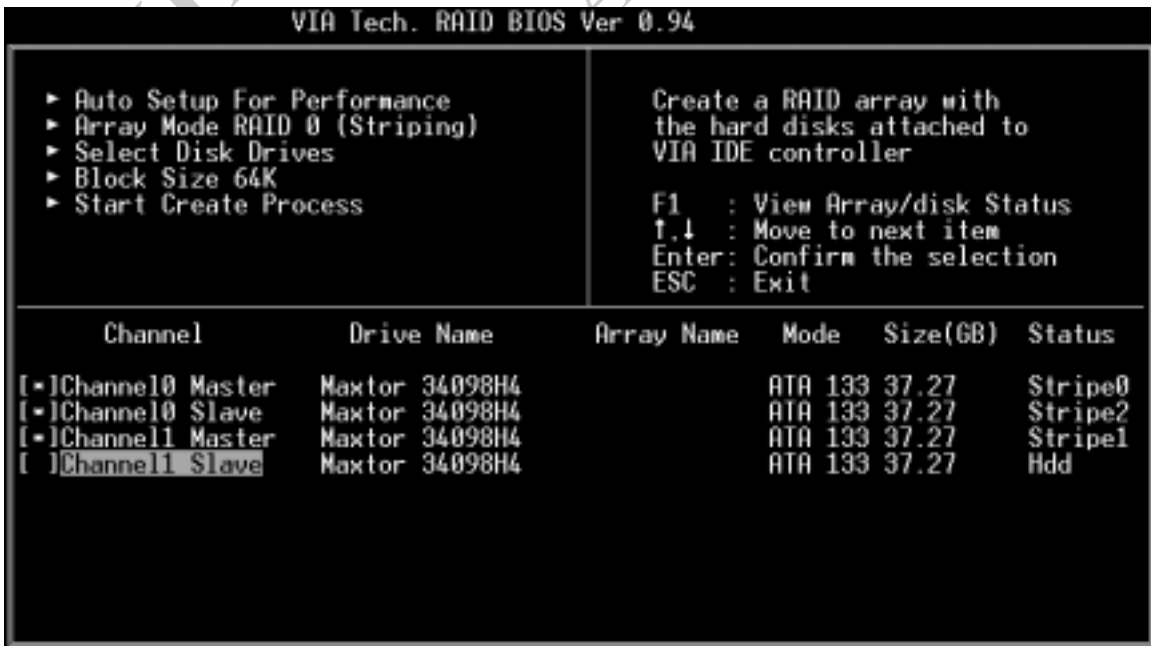 VIA Tech. RAID BIOS Ver 0.94
► Auto Setup For Performance
► Array Mode RAID 0 (Striping)
► Select Disk Drives
► Block Size 64K
► Start Create Process
Create a RAID array with
the hard disks attached to
VIA IDE controller
F1 : View Array/disk Status
↑,↓ : Move to next item
Enter: Confirm the selection
ESC : Exit
Channel Drive Name Array Name Mode Size(GB) Status
[*]Channel0 Master Maxtor 34098H4 ATA 133 37.27 Stripe0
[*]Channel0 Slave Maxtor 34098H4 ATA 133 37.27 Stripe2
[*]Channel1 Master Maxtor 34098H4 ATA 133 37.27 Stripe1
[ ]Channel1 Slave Maxtor 34098H4 ATA 133 37.27 Hdd